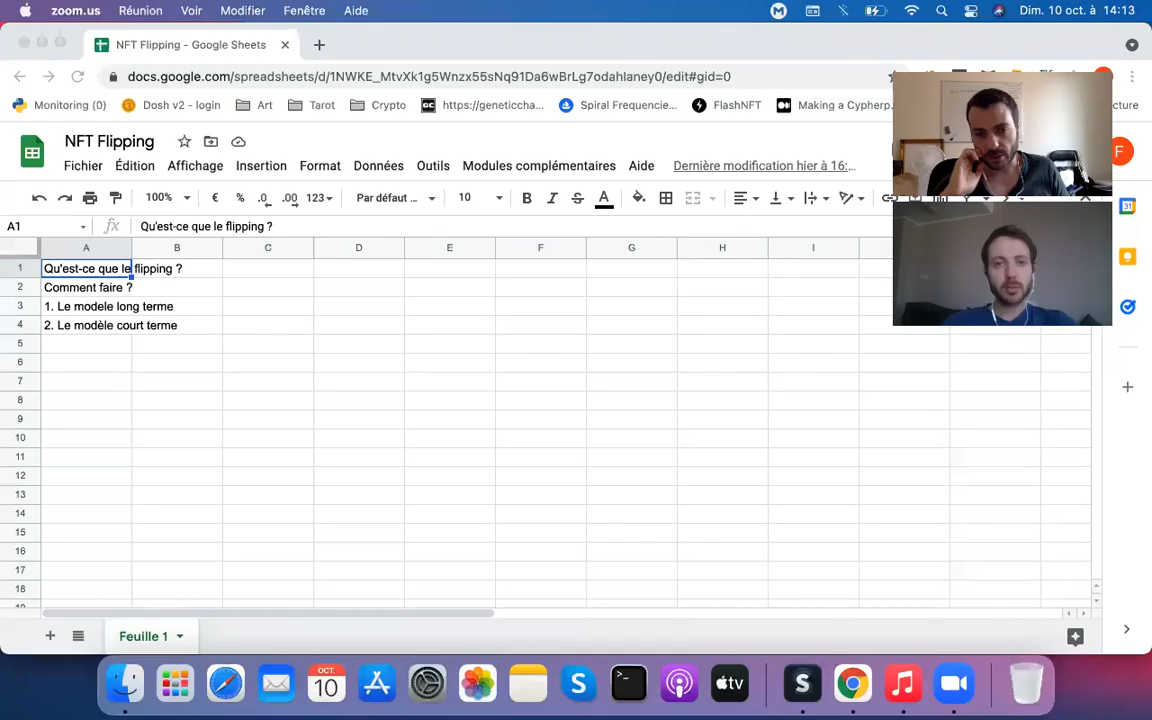 zoom.us Réunion Voir Modifier Fenêtre Aide Dim. 10 oct. à 14:13
NFT Flipping - Google Sheets
docs.google.com/spreadsheets/d/1NWKE_MtvXk1g5Wnzx55sNq91Da6wBrLg7odahlaney0/edit#gid=0
Monitoring (0) Dosh v2 - login Art Tarot Crypto https://geneticcha... Spiral Frequencie... FlashNFT Making a Cypherp... cture
NFT Flipping
Fichier Édition Affichage Insertion Format Données Outils Modules complémentaires Aide Dernière modification hier à 16:...
100% € % .0 .00 123 Par défaut ... 10 B I S A
A1 fx Qu'est-ce que le flipping ?
A B C D E F G H I
1 Qu'est-ce que le flipping ?
2 Comment faire ?
3 1. Le modele long terme
4 2. Le modèle court terme
5
6
7
8
9
10
11
12
13
14
15
16
17
18
Feuille 1
OCT.
10
tv
F